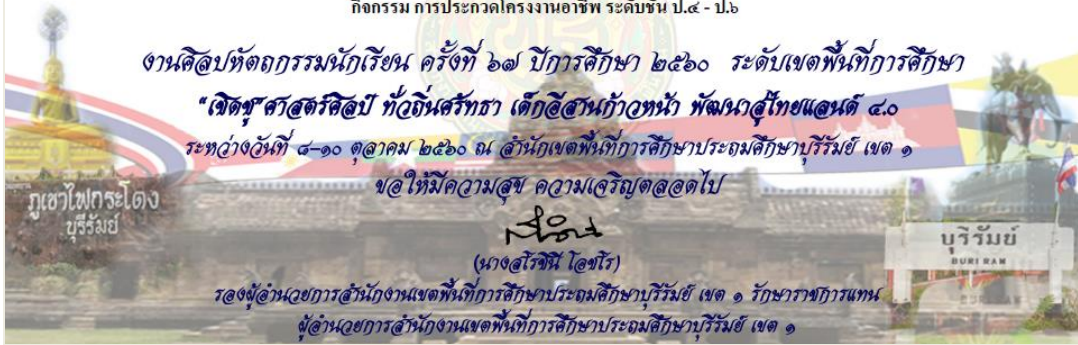 กิจกรรม การประกวดโครงงานอาชีพ ระดับชั้น ป.๔ - ป.๖
งานศิลปหัตถกรรมนักเรียน ครั้งที่ ๖๗ ปีการศึกษา ๒๕๖๐ ระดับเขตพื้นที่การศึกษา
"เชิดชู"ศาสตร์ศิลป์ ทั่วถิ่นศรัทธา เด็กอีสานก้าวหน้า พัฒนาสู่ไทยแลนด์ ๔.๐
ระหว่างวันที่ ๘-๑๐ ตุลาคม ๒๕๖๐ ณ สำนักเขตพื้นที่การศึกษาประถมศึกษาบุรีรัมย์ เขต ๑
ขอให้มีความสุข ความเจริญตลอดไป
(นางสโรชินี โอชโร)
รองผู้อำนวยการสำนักงานเขตพื้นที่การศึกษาประถมศึกษาบุรีรัมย์ เขต ๑ รักษาราชการแทน
ผู้อำนวยการสำนักงานเขตพื้นที่การศึกษาประถมศึกษาบุรีรัมย์ เขต ๑
ภูเขาไฟกระโดง
บุรีรัมย์
บุรีรัมย์
BURI RAM